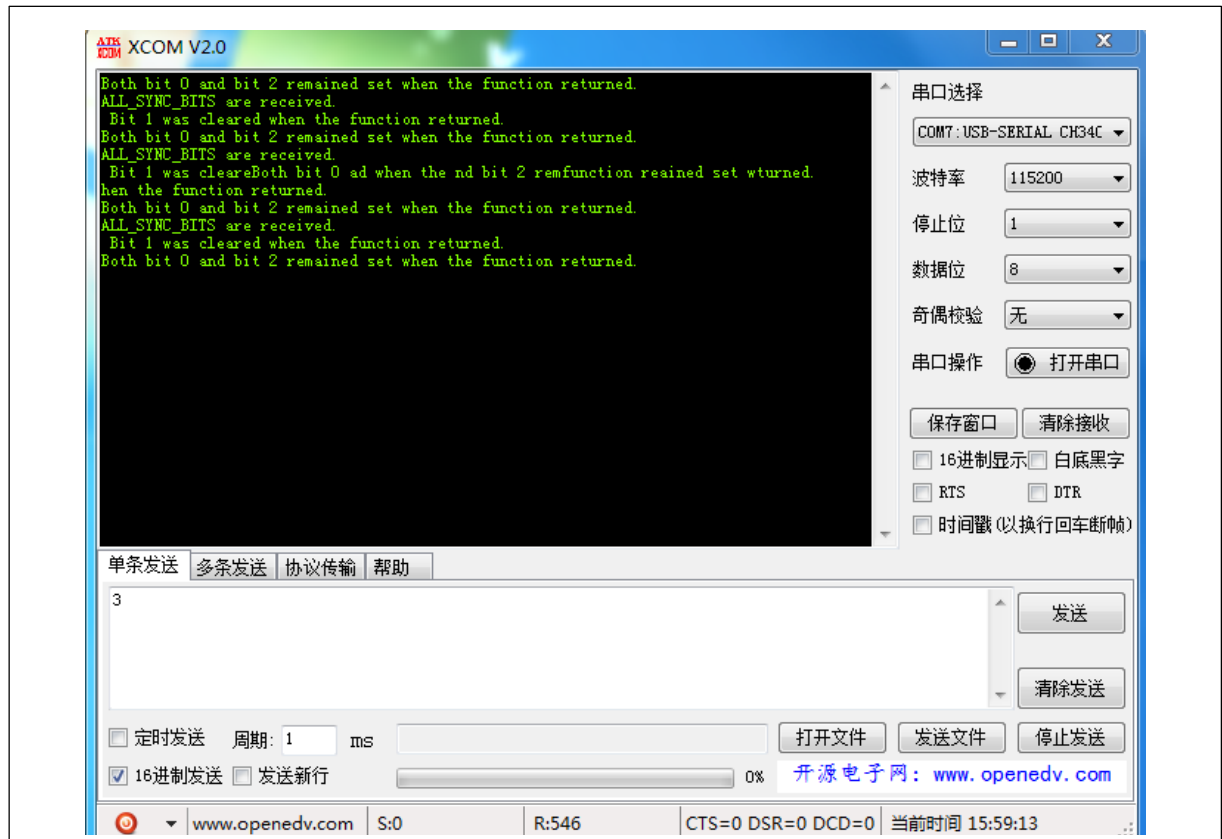 XCOM V2.0
Both bit 0 and bit 2 remained set when the function returned.
ALL_SYNC_BITS are received.
Bit 1 was cleared when the function returned.
Both bit 0 and bit 2 remained set when the function returned.
ALL_SYNC_BITS are received.
Bit 1 was cleareBoth bit 0 ad when the nd bit 2 remfunction reained set wturned.
hen the function returned.
Both bit 0 and bit 2 remained set when the function returned.
ALL_SYNC_BITS are received.
Bit 1 was cleared when the function returned.
Both bit 0 and bit 2 remained set when the function returned.
串口选择
COM7:USB-SERIAL CH34C
波特率 115200
停止位 1
数据位 8
奇偶校验 无
串口操作 打开串口
保存窗口 清除接收
16进制显示 白底黑字
RTS DTR
时间戳(以换行回车断帧)
单条发送 多条发送 协议传输 帮助
3
发送
清除发送
定时发送 周期: 1 ms 打开文件 发送文件 停止发送
16进制发送 发送新行 0% 开源电子网: www.openedv.com
www.openedv.com S:0 R:546 CTS=0 DSR=0 DCD=0 当前时间 15:59:13